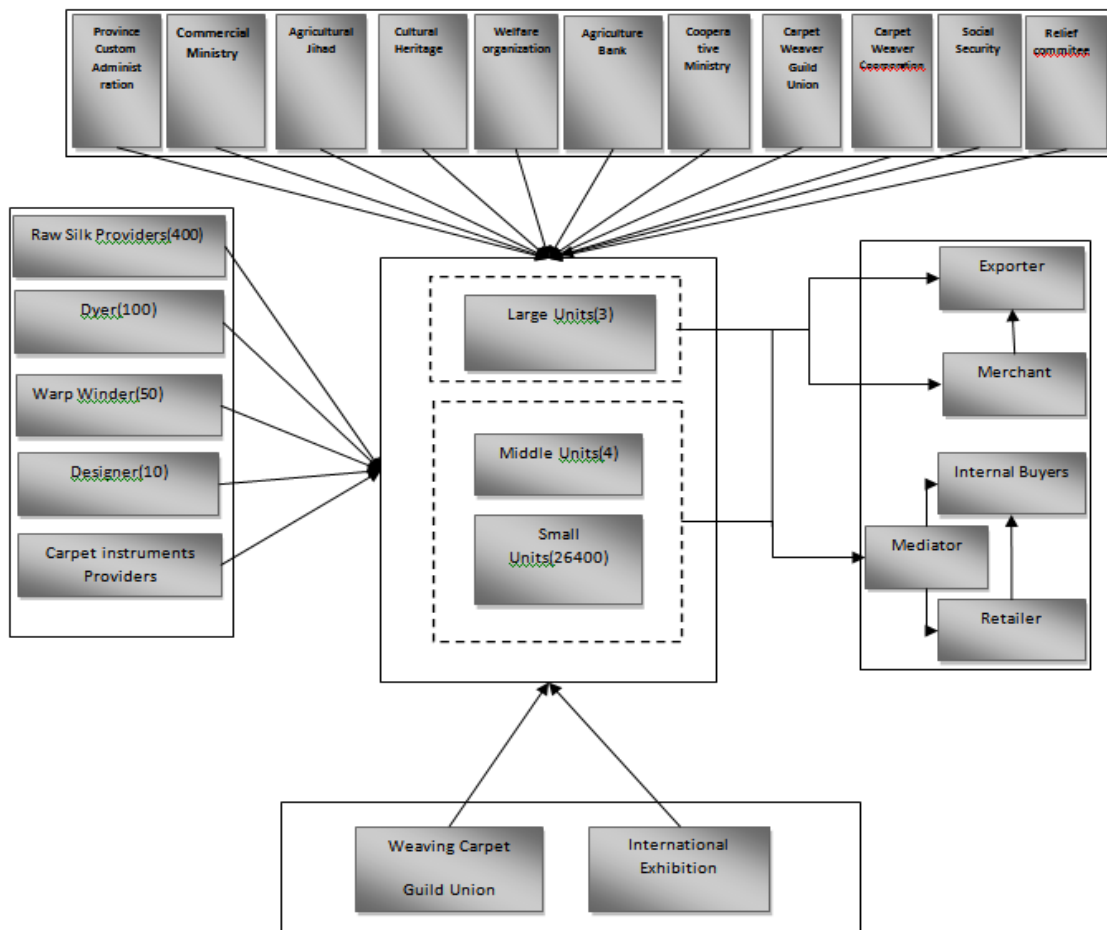 Province
Custom
Administ
ration
Commercial
Ministry
Agricultural
Jihad
Cultural
Heritage
Welfare
organization
Agriculture
Bank
Coopera
tive
Ministry
Carpet
Weaver
Guild
Union
Carpet
Weaver
Cooporation
Social
Security
Relief
commitee
Raw Silk Providers(400)
Dyer(100)
Warp Winder(50)
Designer(10)
Carpet instruments
Providers
Large Units(3)
Middle Units(4)
Small
Units(26400)
Exporter
Merchant
Internal Buyers
Mediator
Retailer
Weaving Carpet
Guild Union
International
Exhibition